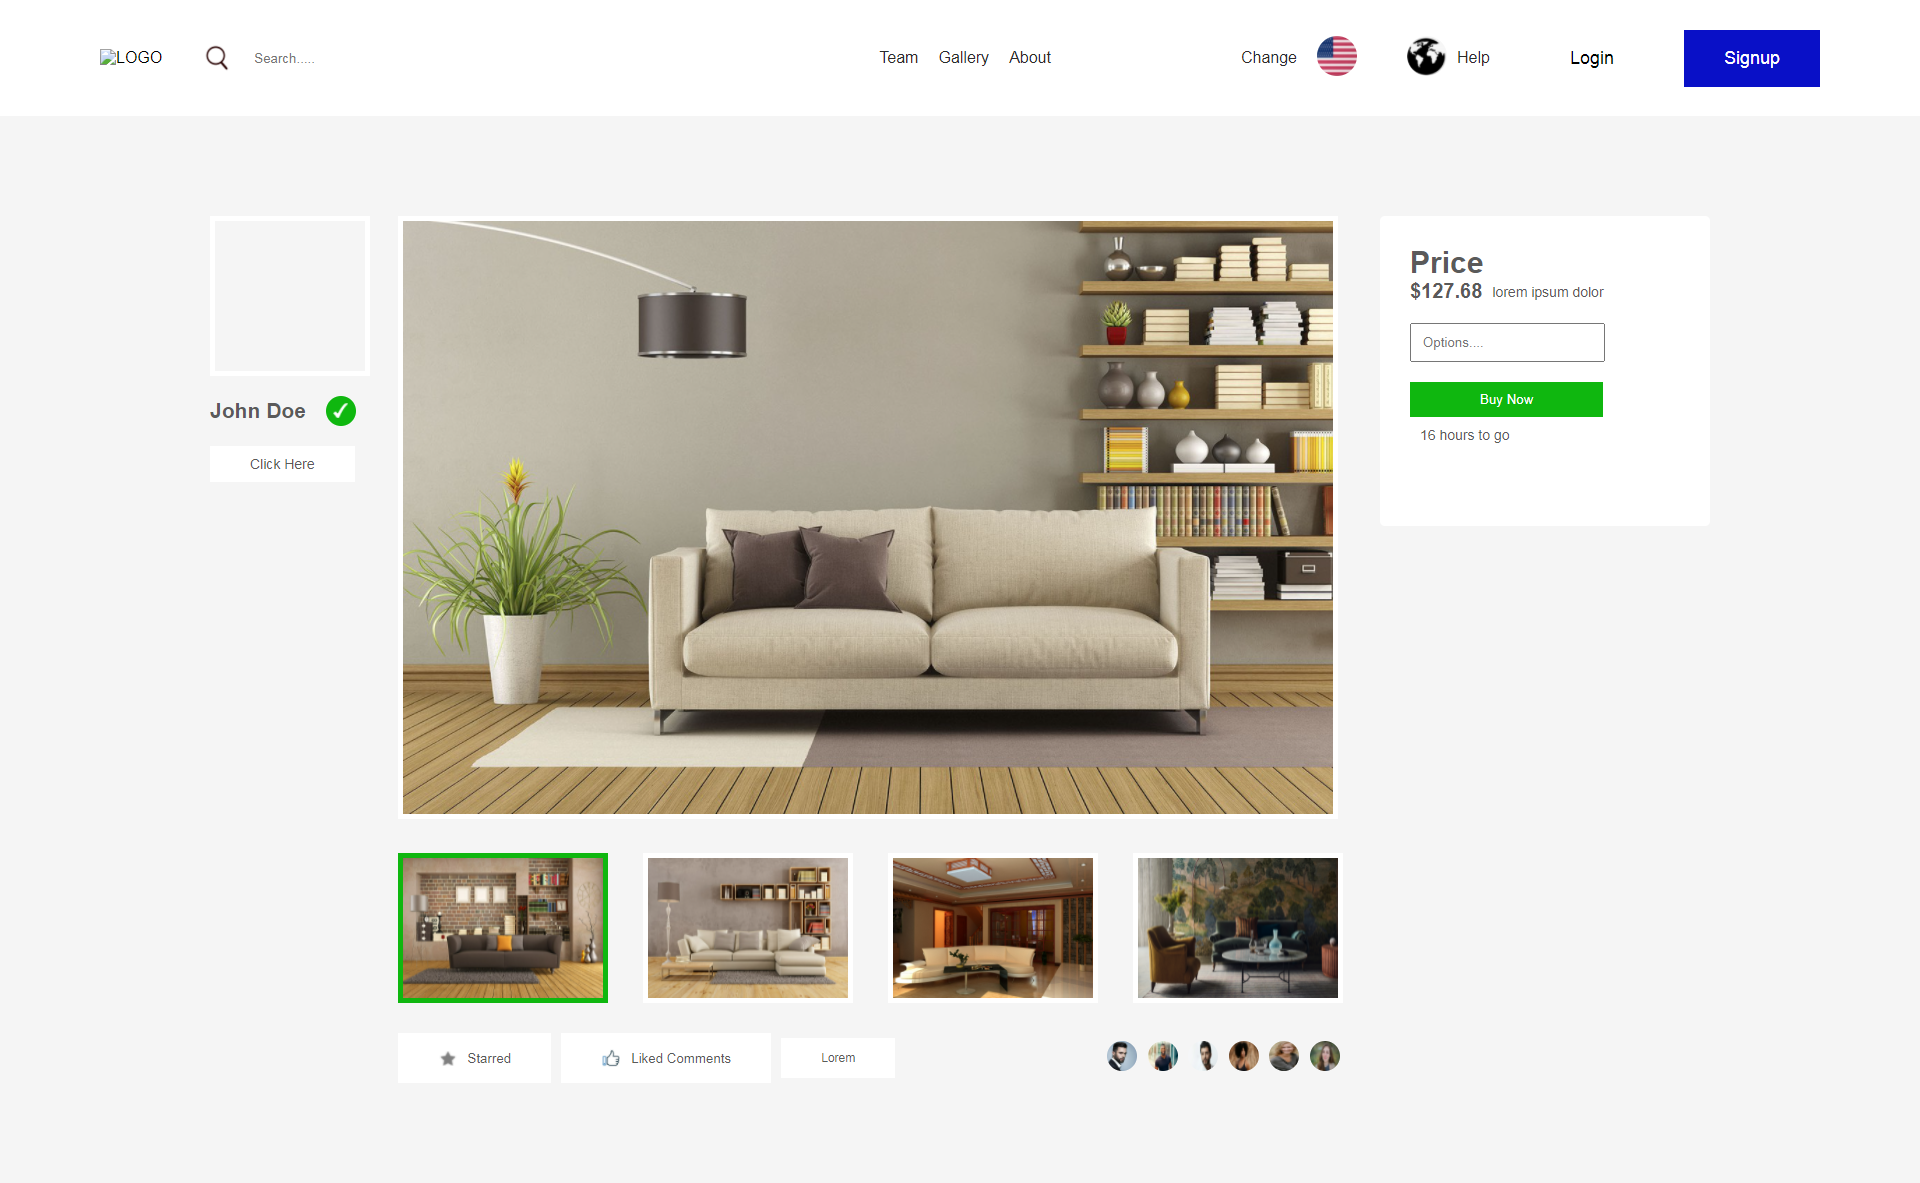 LOGO
Search.....
Team
Gallery
About
Change
Help
Login
Signup
John Doe
Click Here
Price
$127.68 lorem ipsum dolor
Options....
Buy Now
16 hours to go
Starred
Liked Comments
Lorem